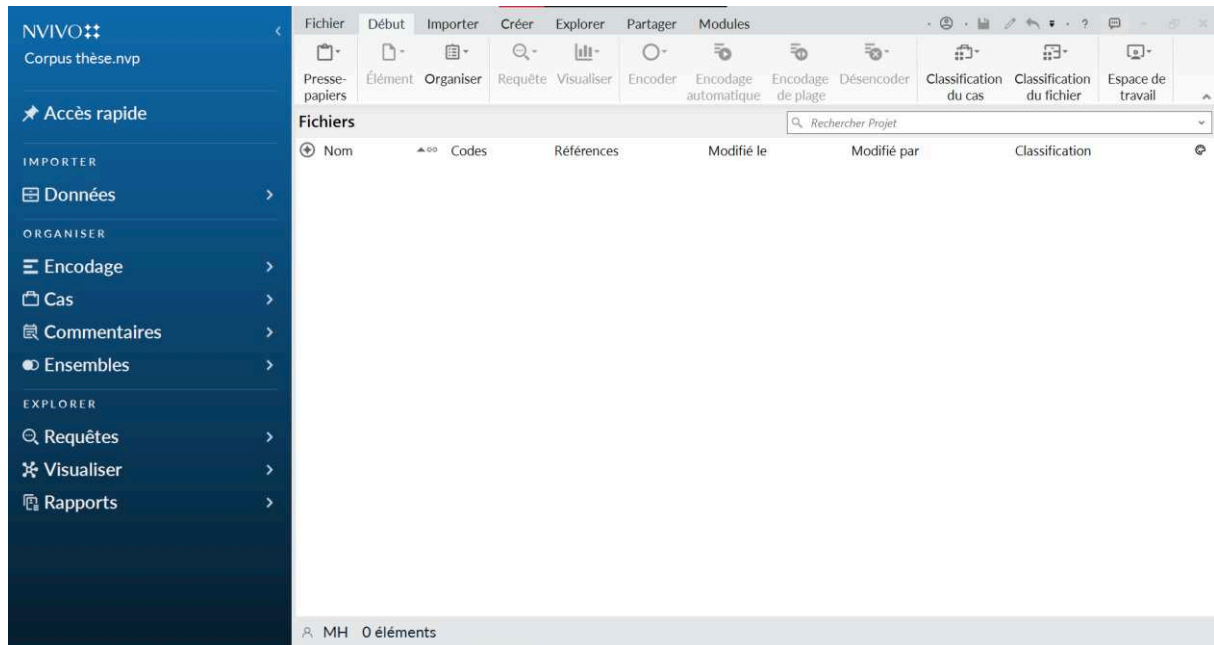 NVIVO
Corpus thèse.nvp
Accès rapide
IMPORTER
Données
ORGANISER
Encodage
Cas
Commentaires
Ensembles
EXPLORER
Requêtes
Visualiser
Rapports
Fichier Début Importer Créer Explorer Partager Modules
Presse-papiers Élément Organiser Requête Visualiser Encoder Encodage automatique Encodage de plage Désencoder Classification du cas Classification du fichier Espace de travail
Fichiers
Rechercher Projet
Nom Codes Références Modifié le Modifié par Classification
MH 0 éléments